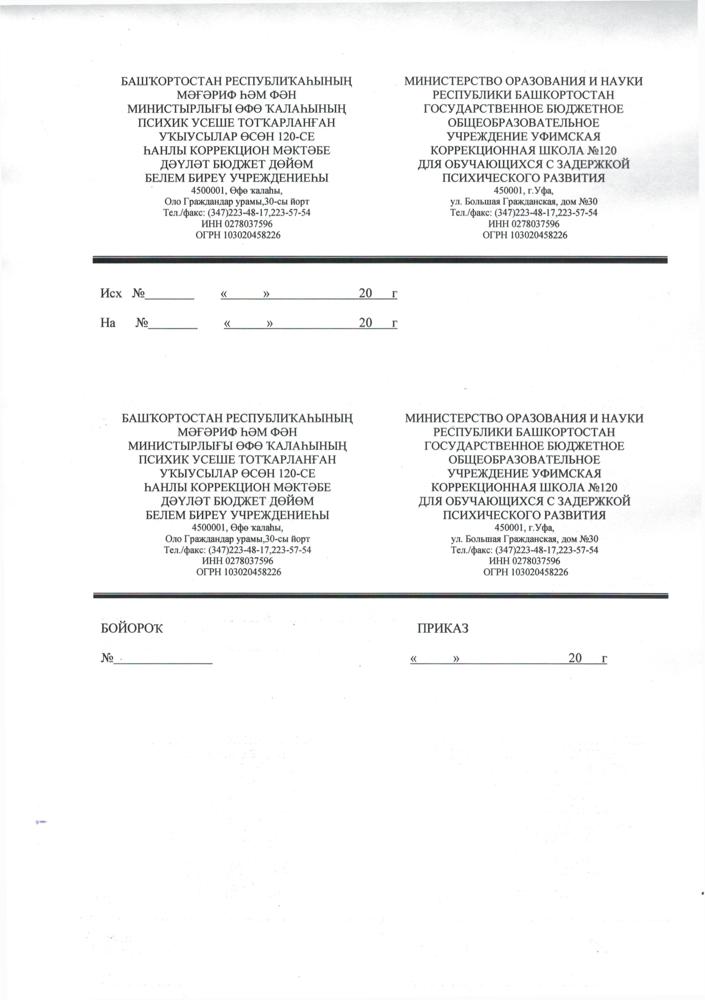 БАШҠОРТОСТАН РЕСПУБЛИҠАҺЫНЫҢ
МӘҒӘРИФ ҺӘМ ФӘН
МИНИСТЫРЛЫҒЫ ӨФӨ ҠАЛАҺЫНЫҢ
ПСИХИК УСЕШЕ ТОТҠАРЛАНҒАН
УҠЫУСЫЛАР ӨСӨН 120-СЕ
ҺАНЛЫ КОРРЕКЦИОН МӘКТӘБЕ
ДӘҮЛӘТ БЮДЖЕТ ДӨЙӨМ
БЕЛЕМ БИРЕҮ УЧРЕЖДЕНИЕҺЫ
4500001, Өфө ҡалаһы,
Оло Граждандар урамы,30-сы йорт
Тел./факс: (347)223-48-17,223-57-54
ИНН 0278037596
ОГРН 103020458226
МИНИСТЕРСТВО ОРАЗОВАНИЯ И НАУКИ
РЕСПУБЛИКИ БАШКОРТОСТАН
ГОСУДАРСТВЕННОЕ БЮДЖЕТНОЕ
ОБЩЕОБРАЗОВАТЕЛЬНОЕ
УЧРЕЖДЕНИЕ УФИМСКАЯ
КОРРЕКЦИОННАЯ ШКОЛА №120
ДЛЯ ОБУЧАЮЩИХСЯ С ЗАДЕРЖКОЙ
ПСИХИЧЕСКОГО РАЗВИТИЯ
450001, г.Уфа,
ул. Большая Гражданская, дом №30
Тел./факс: (347)223-48-17,223-57-54
ИНН 0278037596
ОГРН 103020458226
Исх №________ «_____»______________20___г
На №________ «_____»______________20___г
БАШҠОРТОСТАН РЕСПУБЛИҠАҺЫНЫҢ
МӘҒӘРИФ ҺӘМ ФӘН
МИНИСТЫРЛЫҒЫ ӨФӨ ҠАЛАҺЫНЫҢ
ПСИХИК УСЕШЕ ТОТҠАРЛАНҒАН
УҠЫУСЫЛАР ӨСӨН 120-СЕ
ҺАНЛЫ КОРРЕКЦИОН МӘКТӘБЕ
ДӘҮЛӘТ БЮДЖЕТ ДӨЙӨМ
БЕЛЕМ БИРЕҮ УЧРЕЖДЕНИЕҺЫ
4500001, Өфө ҡалаһы,
Оло Граждандар урамы,30-сы йорт
Тел./факс: (347)223-48-17,223-57-54
ИНН 0278037596
ОГРН 103020458226
МИНИСТЕРСТВО ОРАЗОВАНИЯ И НАУКИ
РЕСПУБЛИКИ БАШКОРТОСТАН
ГОСУДАРСТВЕННОЕ БЮДЖЕТНОЕ
ОБЩЕОБРАЗОВАТЕЛЬНОЕ
УЧРЕЖДЕНИЕ УФИМСКАЯ
КОРРЕКЦИОННАЯ ШКОЛА №120
ДЛЯ ОБУЧАЮЩИХСЯ С ЗАДЕРЖКОЙ
ПСИХИЧЕСКОГО РАЗВИТИЯ
450001, г.Уфа,
ул. Большая Гражданская, дом №30
Тел./факс: (347)223-48-17,223-57-54
ИНН 0278037596
ОГРН 103020458226
БОЙОРОҠ ПРИКАЗ
№________________ «_____»_________________20___г